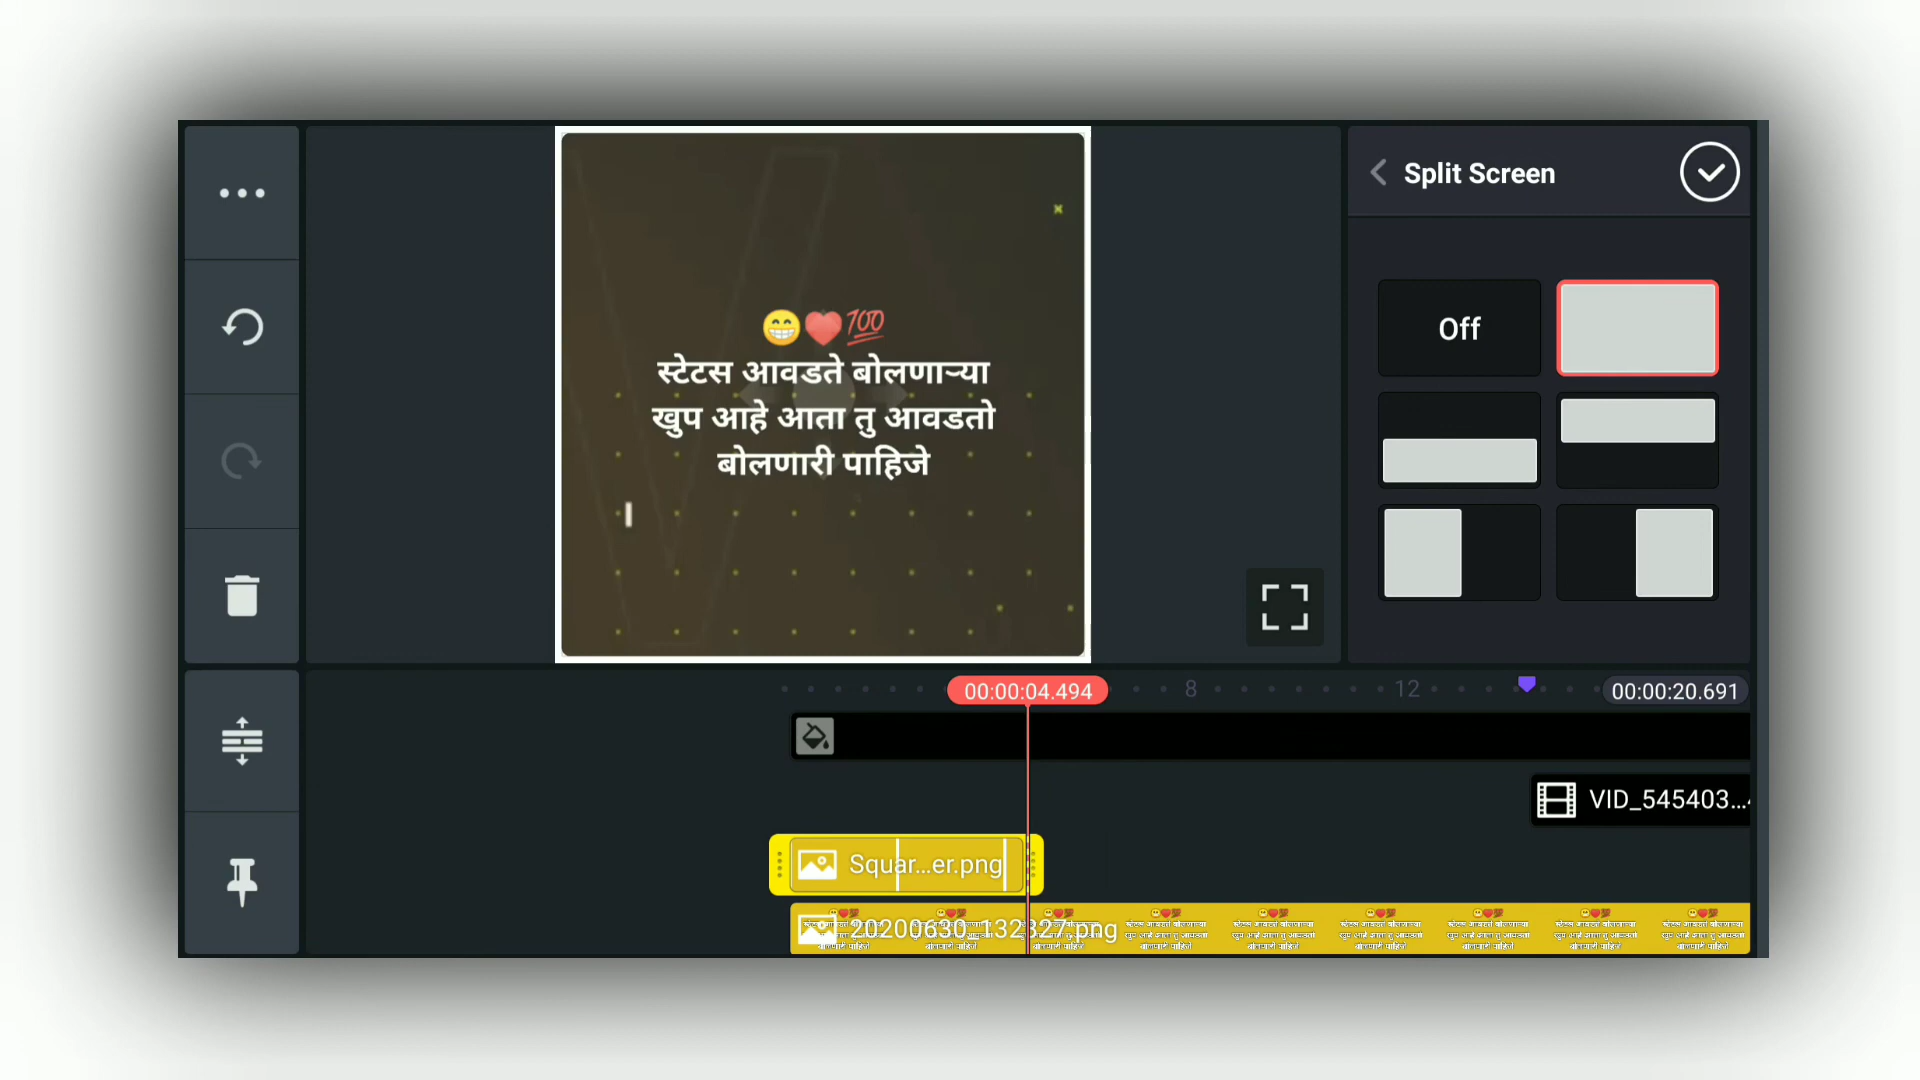 Split Screen
😁♥️💯
स्टेटस आवडते बोलणाऱ्या
खुप आहे आता तु आवडतो
बोलणारी पाहिजे
Off
00:00:04.494
8
12
00:00:20.691
VID_545403...
Squar...er.png
20200630_132327.png